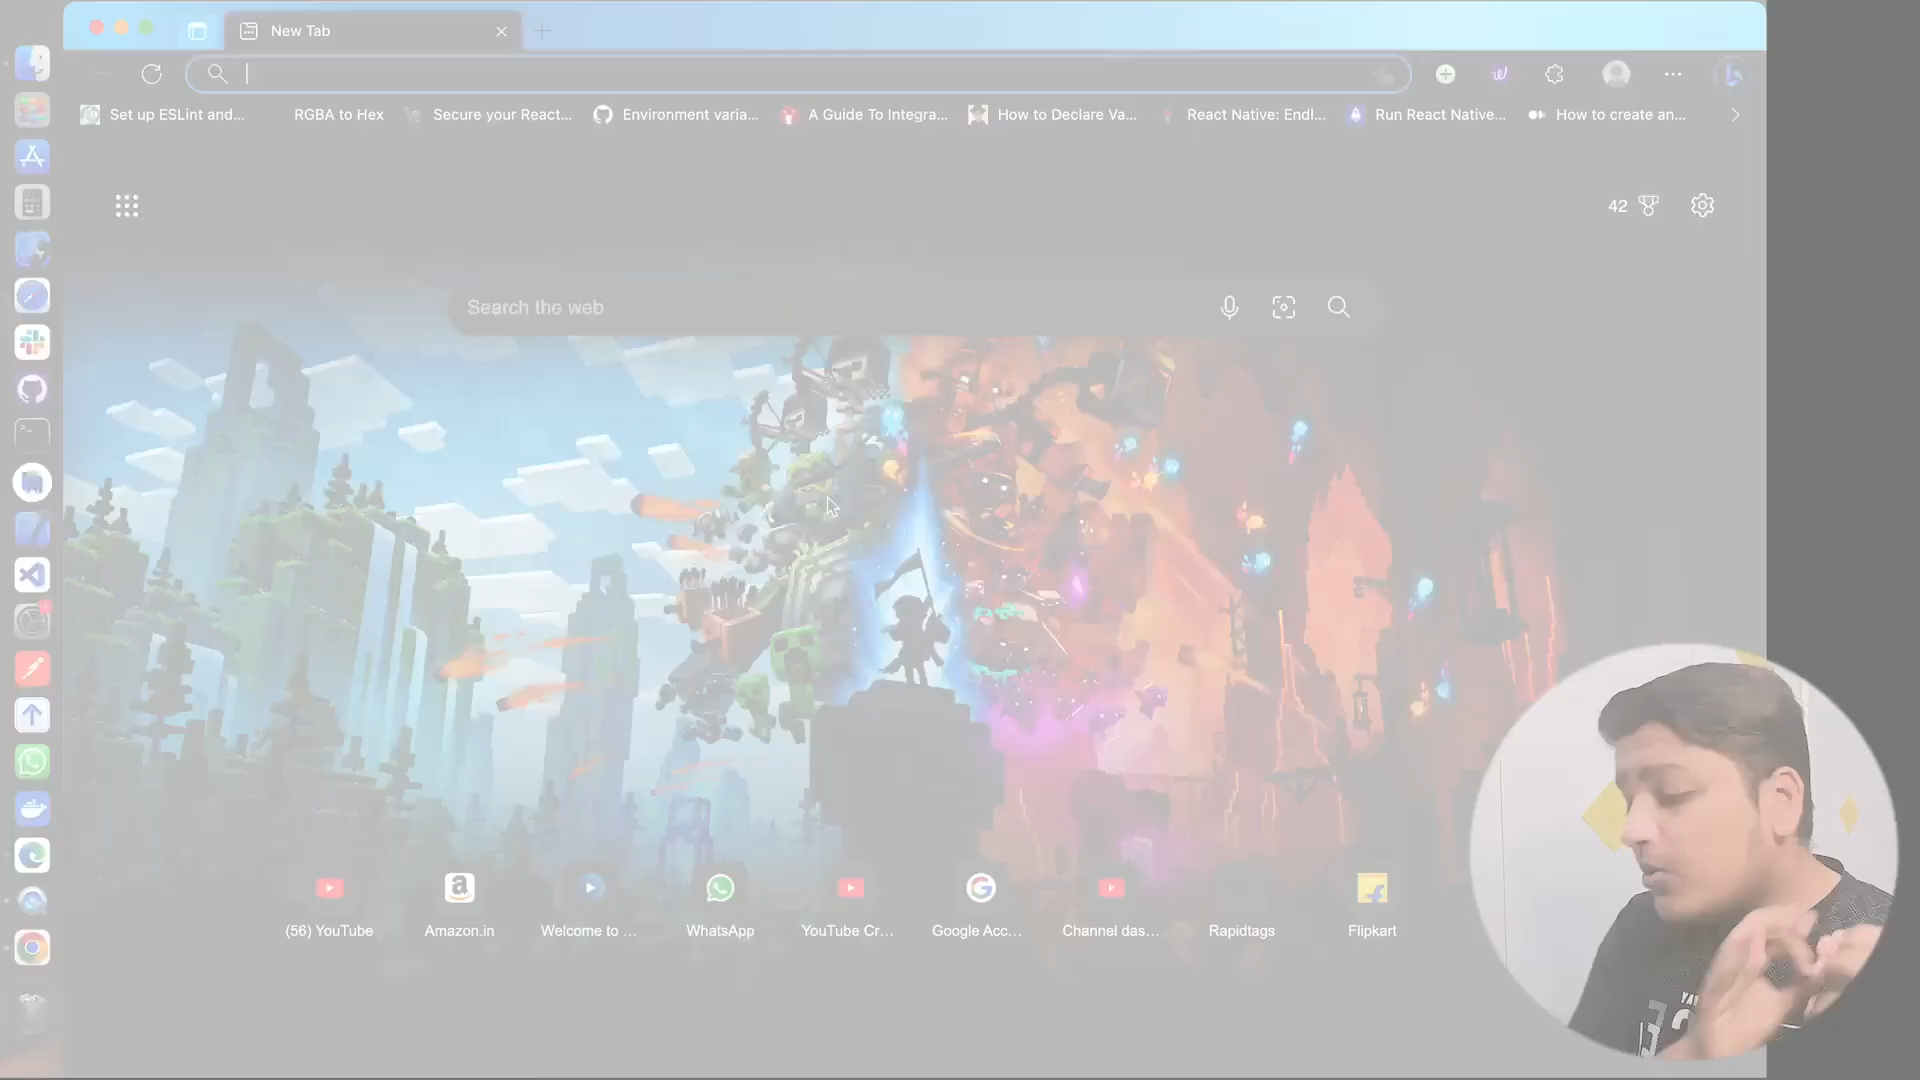 New Tab
Set up ESLint and...
RGBA to Hex
Secure your React...
Environment varia...
A Guide To Integra...
How to Declare Va...
React Native: Endl...
Run React Native...
How to create an...
42
Search the web
(56) YouTube
Amazon.in
Welcome to ...
WhatsApp
YouTube Cr...
Google Acc...
Channel das...
Rapidtags
Flipkart